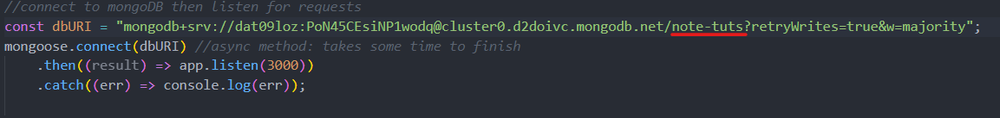 //connect to mongoDB then listen for requests
const dbURI = "mongodb+srv://dat09loz:PoN45CEsiNP1wodq@cluster0.d2doivc.mongodb.net/note-tuts?retryWrites=true&w=majority";
mongoose.connect(dbURI) //async method: takes some time to finish
.then((result) => app.listen(3000))
.catch((err) => console.log(err));